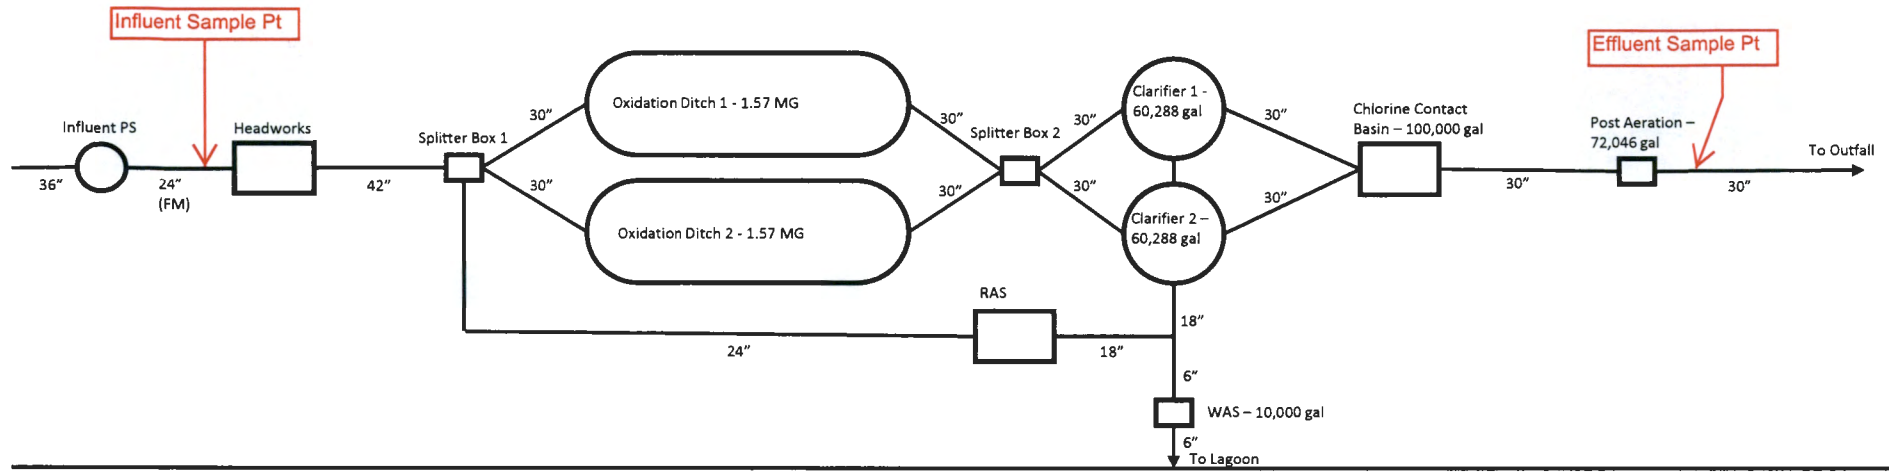 Influent Sample Pt
Effluent Sample Pt
Influent PS
Headworks
Splitter Box 1
Oxidation Ditch 1 - 1.57 MG
Splitter Box 2
Clarifier 1 -
60,288 gal
Chlorine Contact
Basin – 100,000 gal
Post Aeration –
72,046 gal
To Outfall
36"
24"
(FM)
42"
30"
30"
30"
30"
30"
30"
30"
30"
30"
30"
Oxidation Ditch 2 - 1.57 MG
Clarifier 2 –
60,288 gal
RAS
24"
18"
18"
6"
WAS – 10,000 gal
6"
To Lagoon